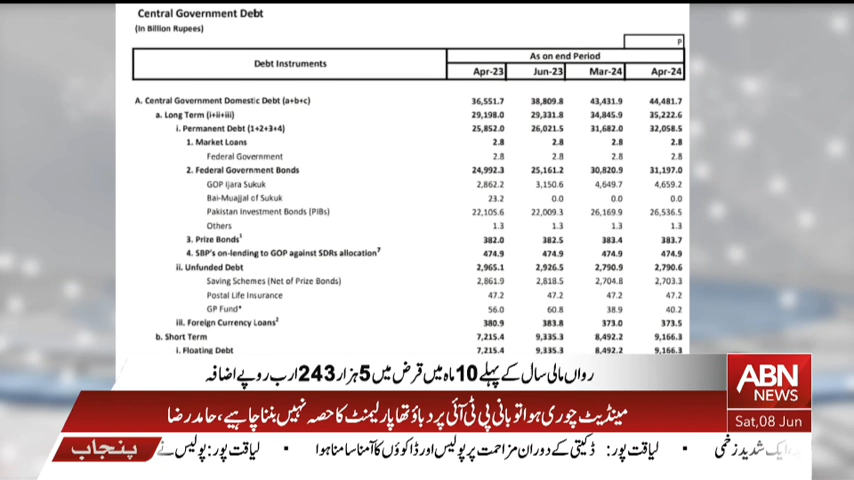 Central Government Debt
(In Billion Rupees)
P
Debt Instruments
As on end Period
Apr-23 Jun-23 Mar-24 Apr-24
A. Central Government Domestic Debt (a+b+c) 36,551.7 38,809.8 43,431.9 44,481.7
a. Long Term (i+ii+iii) 29,198.0 29,331.8 34,845.9 35,222.6
i. Permanent Debt (1+2+3+4) 25,852.0 26,021.5 31,682.0 32,058.5
1. Market Loans 2.8 2.8 2.8 2.8
Federal Government 2.8 2.8 2.8 2.8
2. Federal Government Bonds 24,992.3 25,161.2 30,820.9 31,197.0
GOP Ijara Sukuk 2,862.2 3,150.6 4,649.7 4,659.2
Bai-Muajjal of Sukuk 23.2 0.0 0.0 0.0
Pakistan Investment Bonds (PIBs) 22,105.6 22,009.3 26,169.9 26,536.5
Others 1.3 1.3 1.3 1.3
3. Prize Bonds¹ 382.0 382.5 383.4 383.7
4. SBP's on-lending to GOP against SDRs allocation⁷ 474.9 474.9 474.9 474.9
ii. Unfunded Debt 2,965.1 2,926.5 2,790.9 2,790.6
Saving Schemes (Net of Prize Bonds) 2,861.9 2,818.5 2,704.8 2,703.3
Postal Life Insurance 47.2 47.2 47.2 47.2
GP Fund* 56.0 60.8 38.9 40.2
iii. Foreign Currency Loans² 380.9 383.8 373.0 373.5
b. Short Term 7,215.4 9,335.3 8,492.2 9,166.3
i. Floating Debt 7,215.4 9,335.3 8,492.2 9,166.3
رواں مالی سال کے پہلے 10 ماہ میں قرض میں 5 ہزار 243 ارب روپے اضافہ
ABN
NEWS
مینڈیٹ چوری ہوا تو بانی پی ٹی آئی پر دباؤ تھا پارلیمنٹ کا حصہ نہیں بننا چاہیے، حامد رضا
Sat,08 Jun
پنجاب
ایک شدید زخمی ▪ لیاقت پور: ڈکیتی کے دوران مزاحمت پر پولیس اور ڈاکوؤں کا آمنا سامنا ہوا ▪ لیاقت پور: پولیس نے